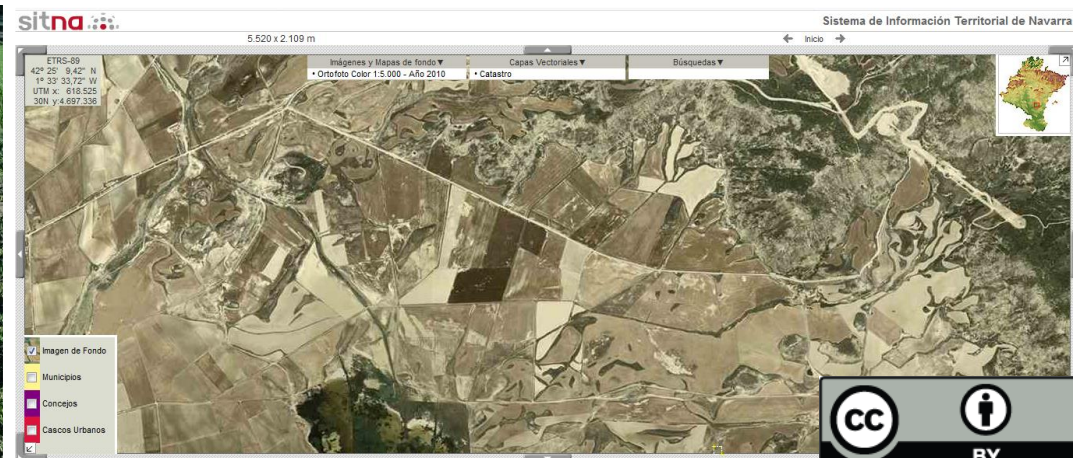 sitna
Sistema de Información Territorial de Navarra
5.520 x 2.109 m
Inicio
ETRS-89
42º 25' 9,42" N
1º 33' 33,72" W
UTM x: 618.525
30N y:4.697.336
Imágenes y Mapas de fondo
Capas Vectoriales
Búsquedas
• Ortofoto Color 1:5.000 - Año 2010
• Catastro
Imagen de Fondo
Municipios
Concejos
Cascos Urbanos
cc
BY